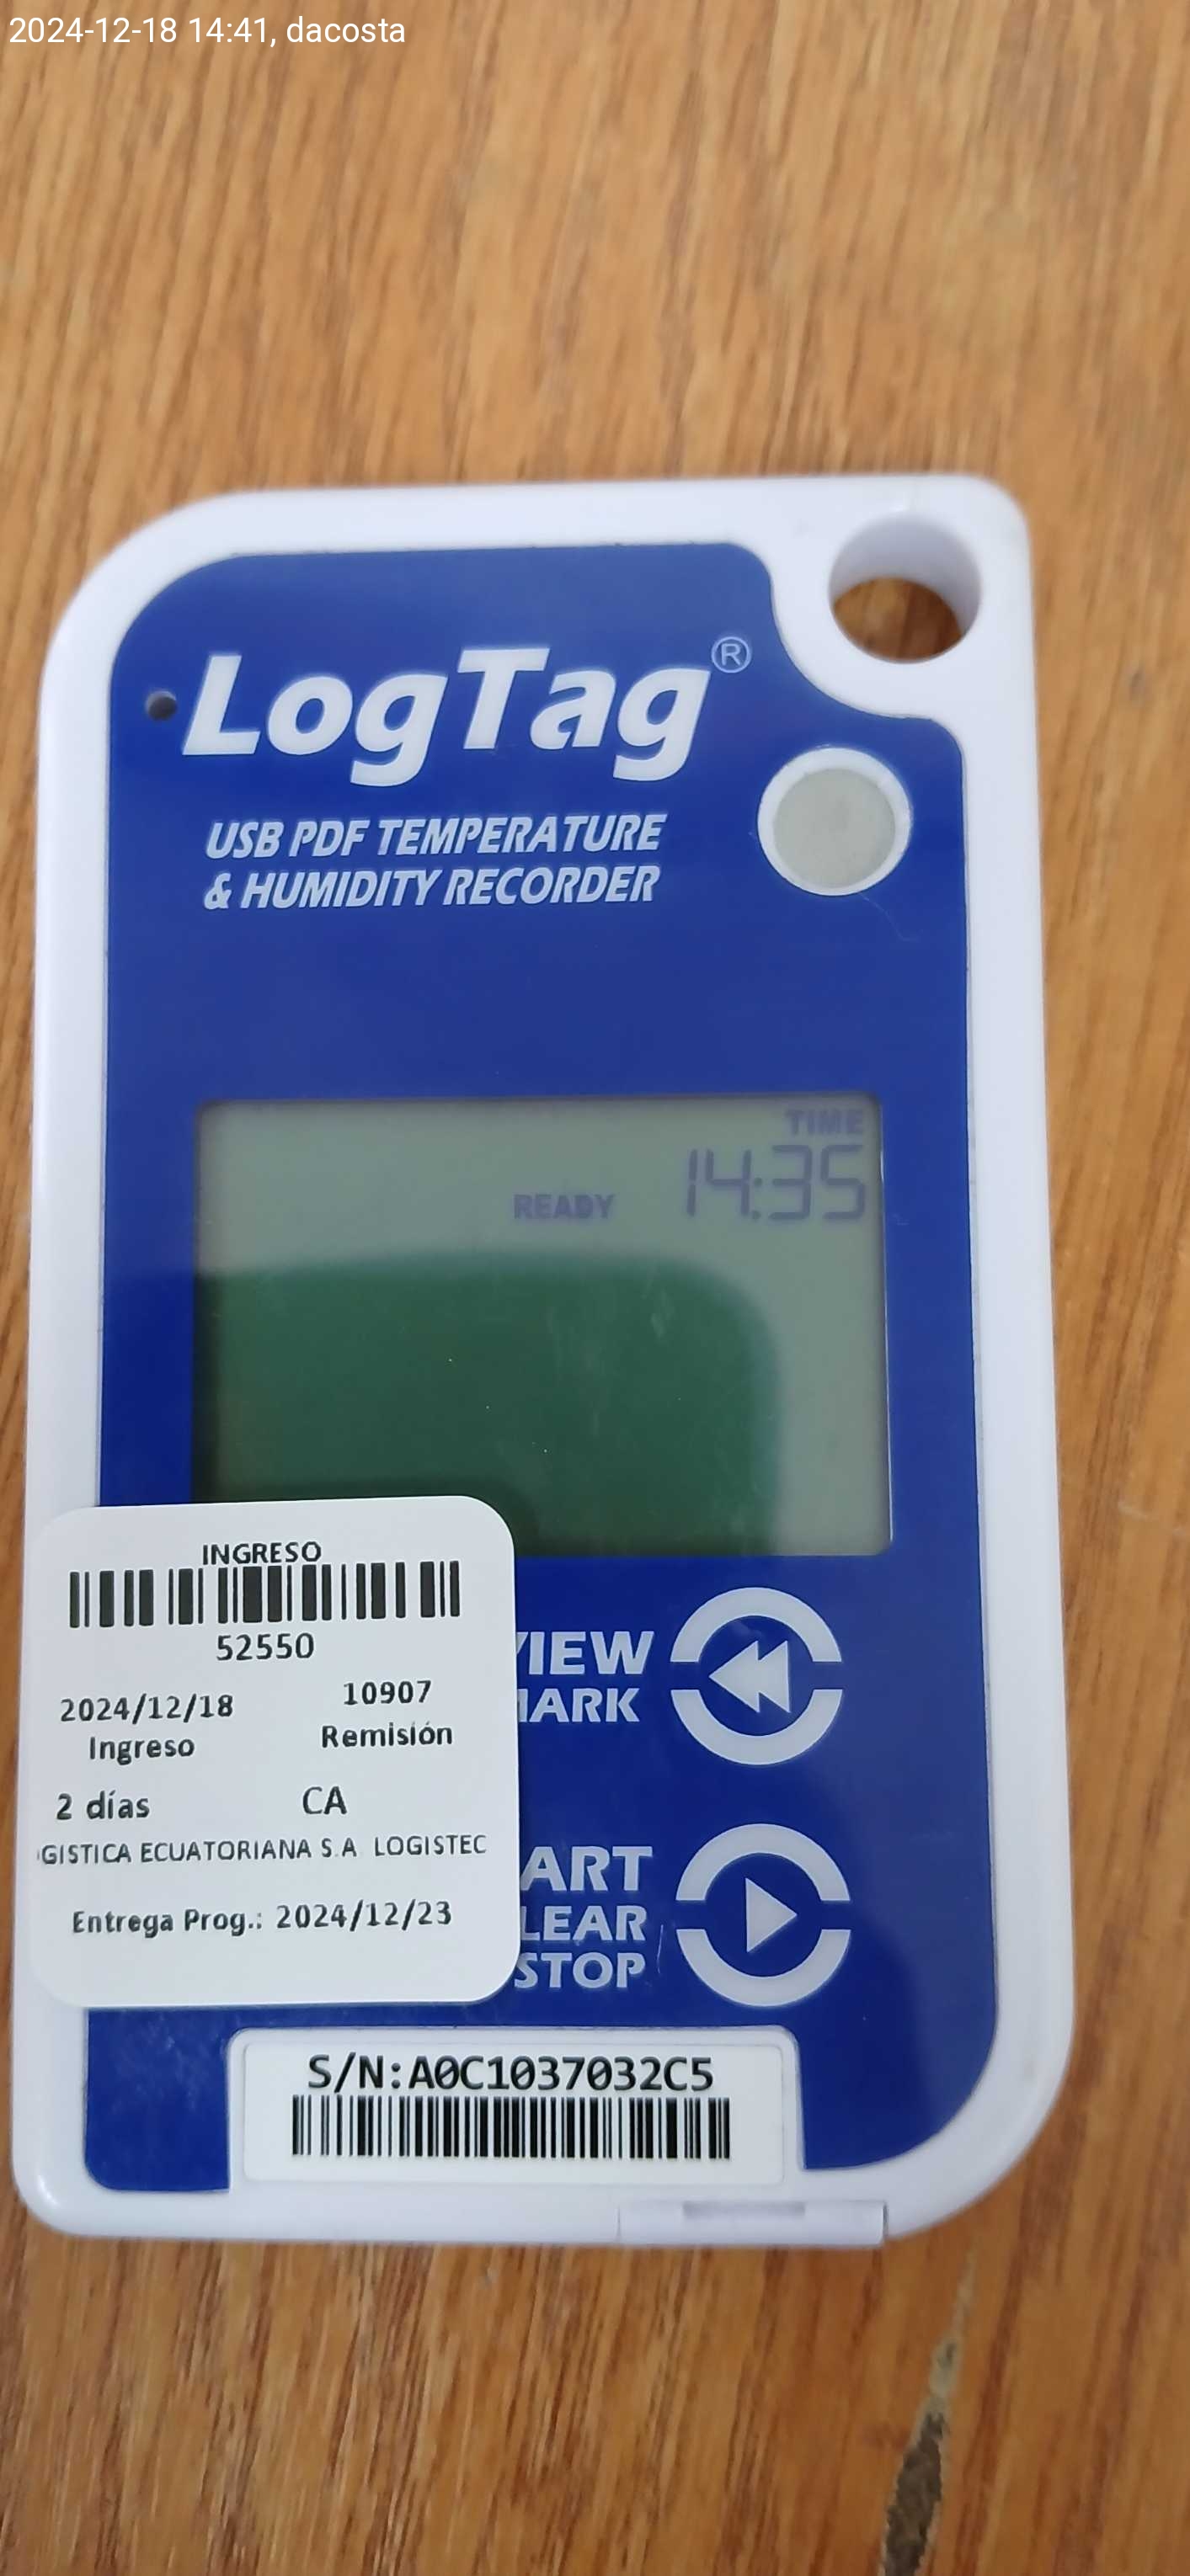 2024-12-18 14:41, dacosta
LogTag®
USB PDF TEMPERATURE
& HUMIDITY RECORDER
TIME
READY 14:35
INGRESO
52550
2024/12/18 10907
Ingreso Remisión
2 días CA
GISTICA ECUATORIANA S.A LOGISTEC
Entrega Prog.: 2024/12/23
VIEW
MARK
ART
LEAR
STOP
S/N:A0C1037032C5